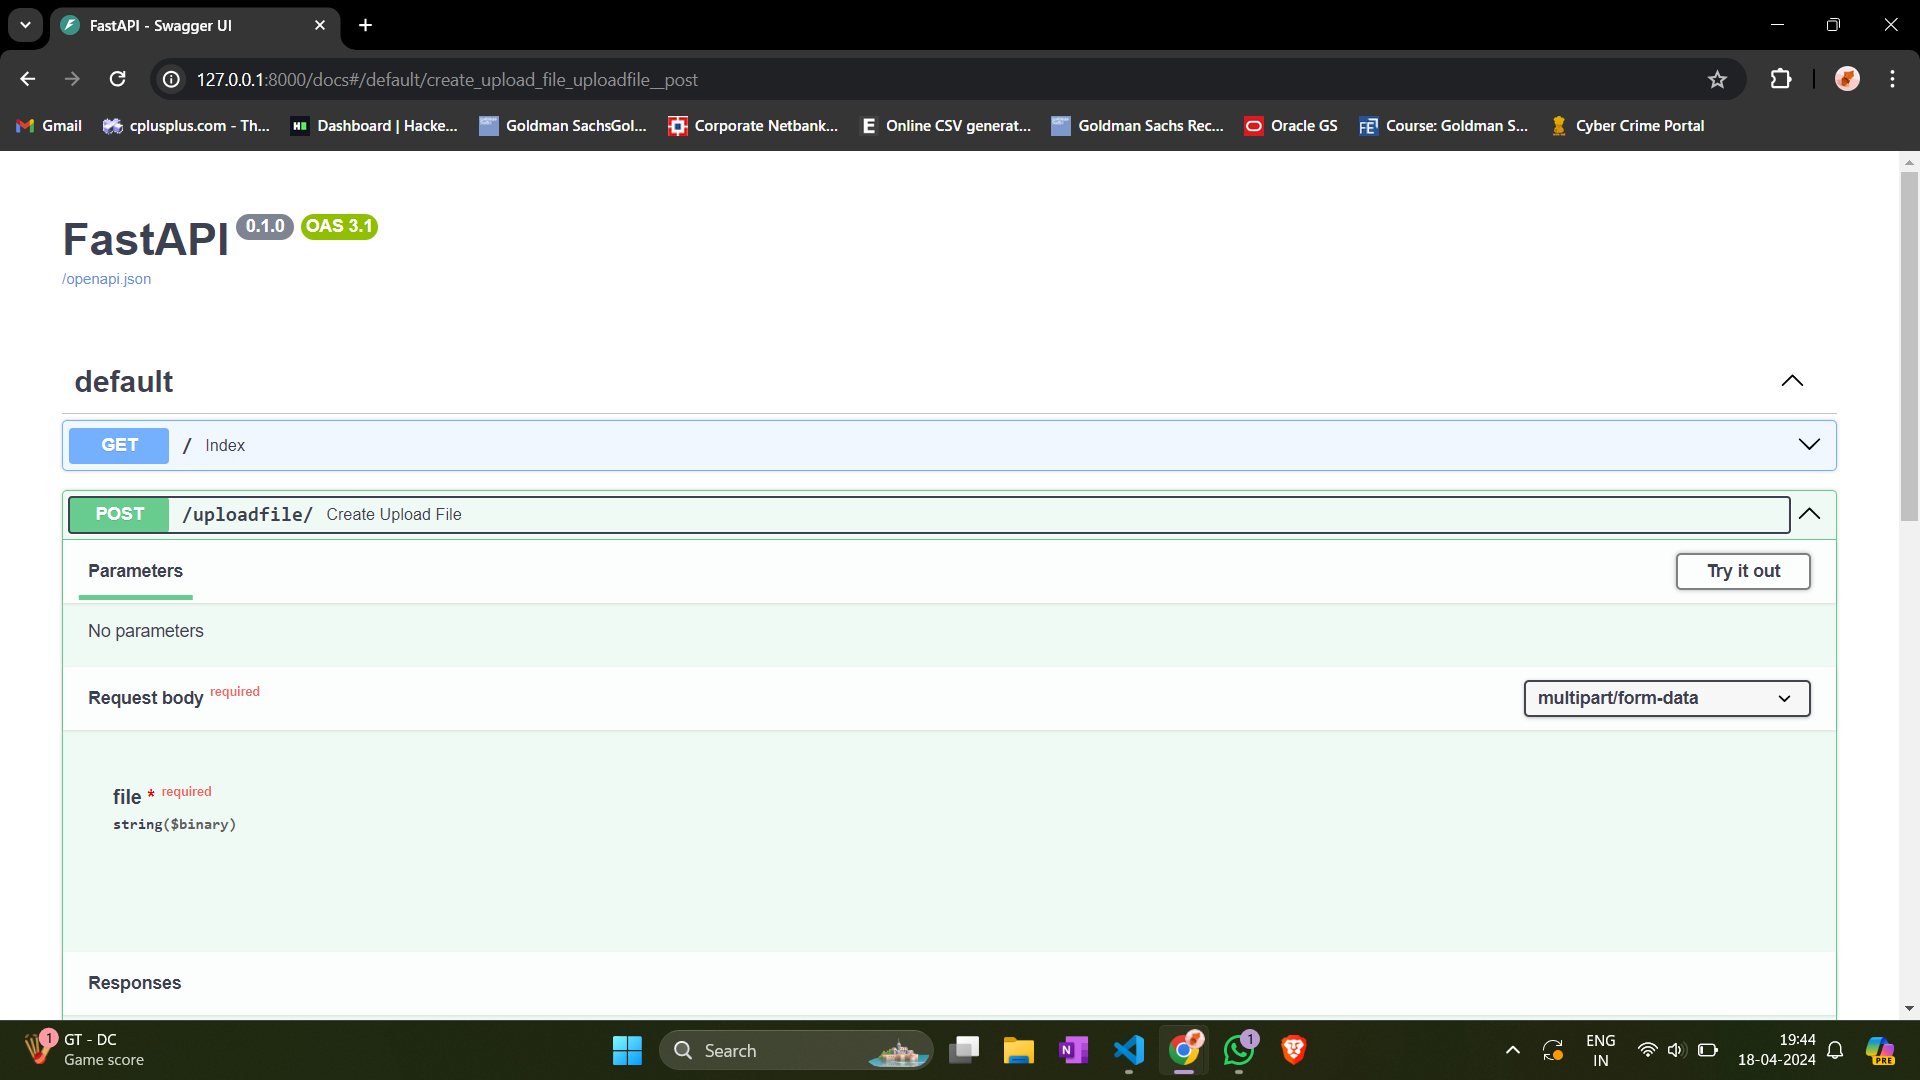 FastAPI - Swagger UI
127.0.0.1:8000/docs#/default/create_upload_file_uploadfile__post
Gmail
cplusplus.com - Th...
HI
Dashboard | Hacke...
Goldman SachsGol...
Corporate Netbank...
E
Online CSV generat...
Goldman Sachs Rec...
Oracle GS
FE
Course: Goldman S...
Cyber Crime Portal
FastAPI 0.1.0 OAS 3.1
/openapi.json
default
GET / Index
POST /uploadfile/ Create Upload File
Parameters
Try it out
No parameters
Request body required
multipart/form-data
file * required
string($binary)
Responses
1
GT - DC
Game score
Search
N
1
ENG
IN
19:44
18-04-2024
PRE